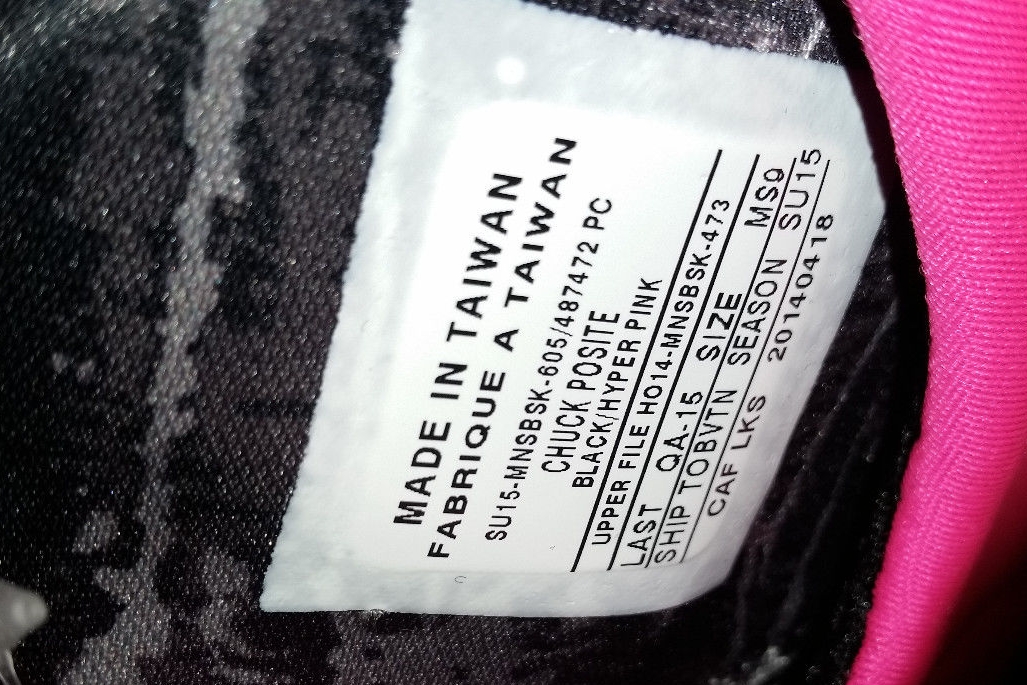 MADE IN TAIWAN
FABRIQUE A TAIWAN
SU15-MNSBSK-605/487472 PC
CHUCK POSITE
BLACK/HYPER PINK
UPPER FILE HO14-MNSBSK-473
LAST QA-15 SIZE MS9
SHIP TOBVTN SEASON SU15
CAF LKS 20140418